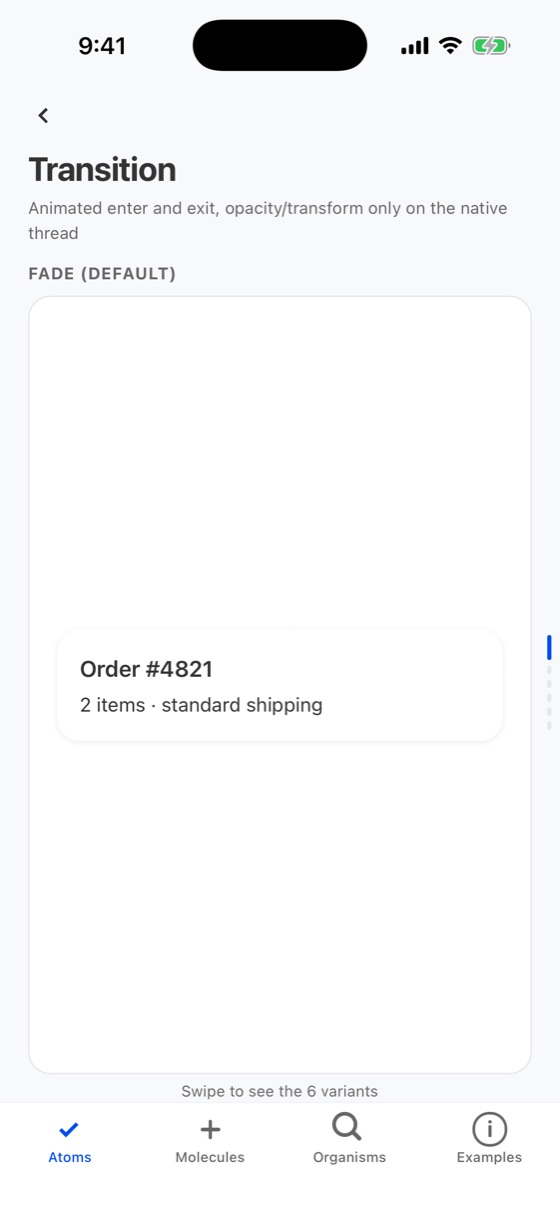 9:41
Transition
Animated enter and exit, opacity/transform only on the native
thread
FADE (DEFAULT)
Order #4821
2 items · standard shipping
Swipe to see the 6 variants
Atoms
Molecules
Organisms
Examples